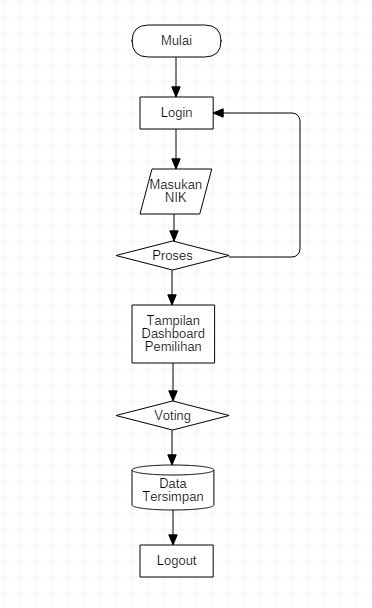 Mulai
Login
Masukan
NIK
Proses
Tampilan
Dashboard
Pemilihan
Voting
Data
Tersimpan
Logout